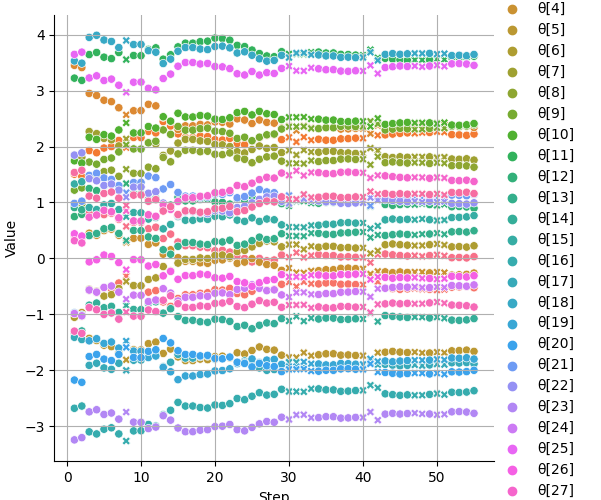 4
3
2
1
0
−1
−2
−3
Value
0
10
20
30
40
50
Step
θ[4]
θ[5]
θ[6]
θ[7]
θ[8]
θ[9]
θ[10]
θ[11]
θ[12]
θ[13]
θ[14]
θ[15]
θ[16]
θ[17]
θ[18]
θ[19]
θ[20]
θ[21]
θ[22]
θ[23]
θ[24]
θ[25]
θ[26]
θ[27]